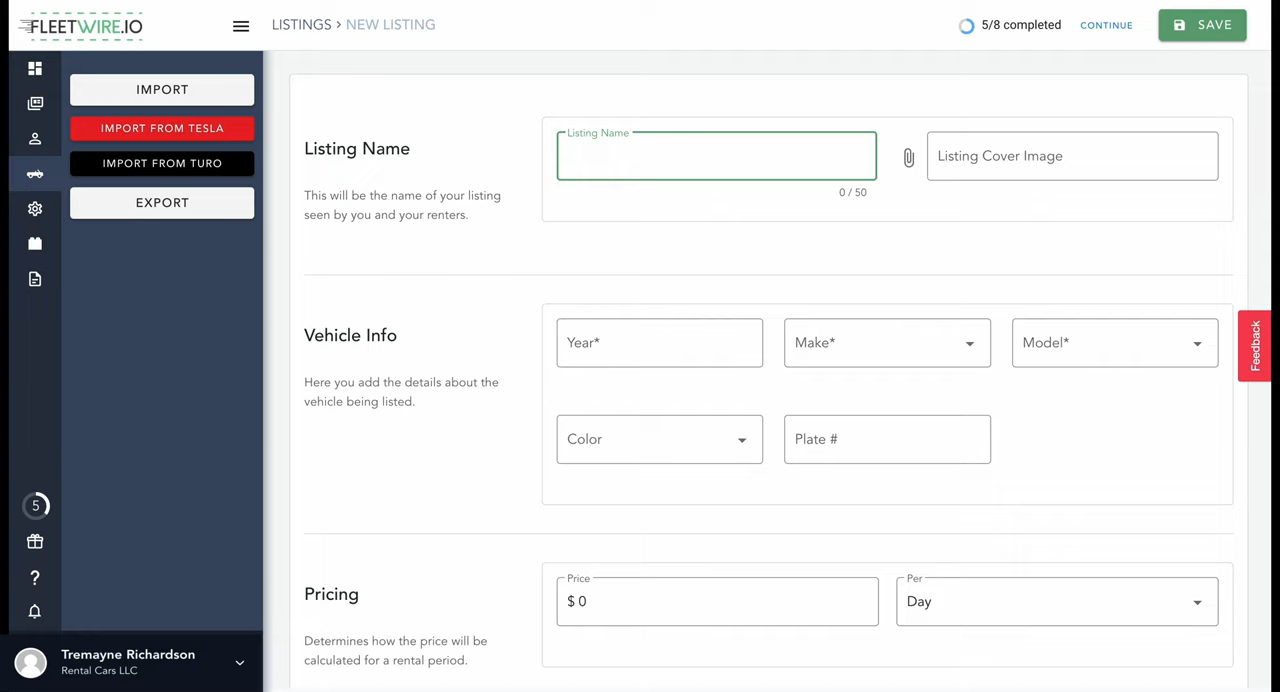 FLEETWIRE.IO
LISTINGS > NEW LISTING
5/8 completed
CONTINUE
SAVE
IMPORT
IMPORT FROM TESLA
IMPORT FROM TURO
EXPORT
Listing Name
This will be the name of your listing
seen by you and your renters.
Listing Name
0 / 50
Listing Cover Image
Vehicle Info
Here you add the details about the
vehicle being listed.
Year*
Make*
Model*
Color
Plate #
Feedback
Pricing
Determines how the price will be
calculated for a rental period.
Price
$ 0
Per
Day
5
?
Tremayne Richardson
Rental Cars LLC